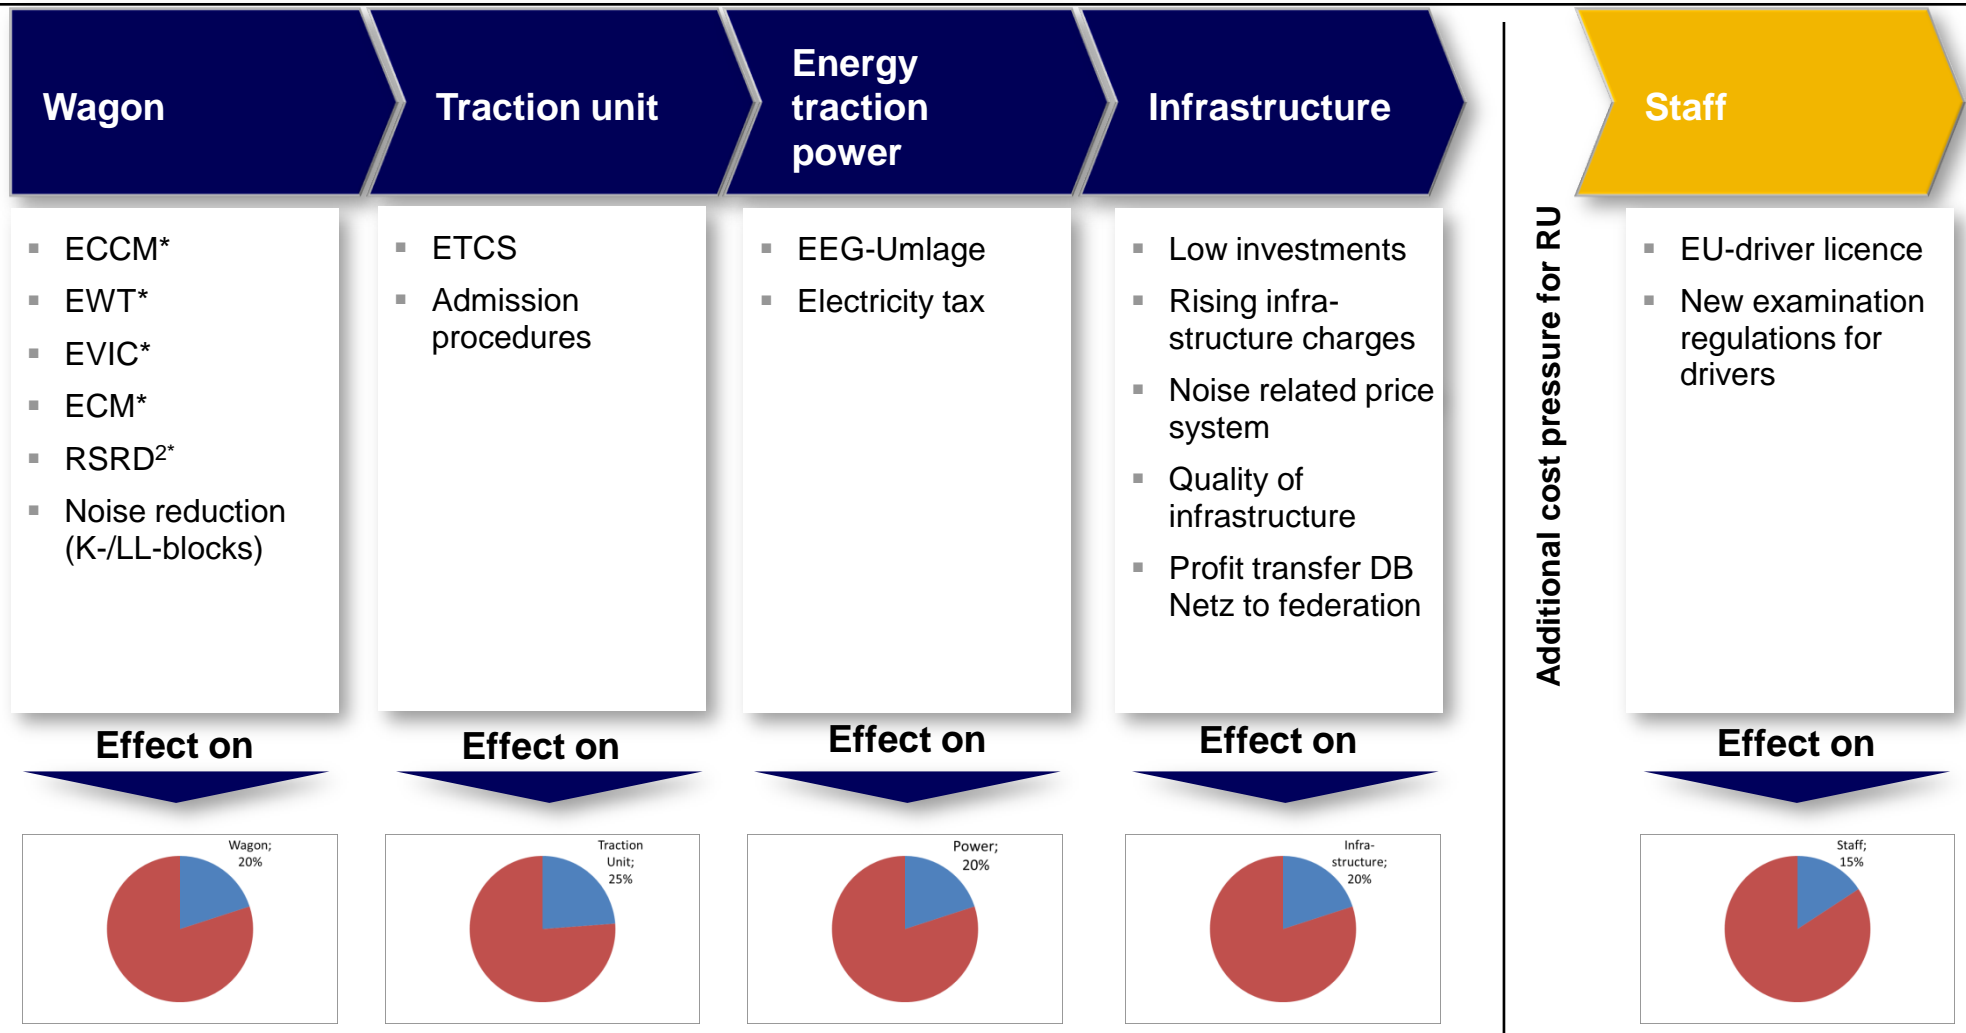 Wagon
Traction unit
Energy
traction
power
Infrastructure
Staff
ECCM*
EWT*
EVIC*
ECM*
RSRD2*
Noise reduction
(K-/LL-blocks)
ETCS
Admission
procedures
EEG-Umlage
Electricity tax
Low investments
Rising infra-
structure charges
Noise related price
system
Quality of
infrastructure
Profit transfer DB
Netz to federation
Additional cost pressure for RU
EU-driver licence
New examination
regulations for
drivers
Effect on
Effect on
Effect on
Effect on
Effect on
Wagon;
20%
Traction
Unit;
25%
Power;
20%
Infra-
structure;
20%
Staff;
15%